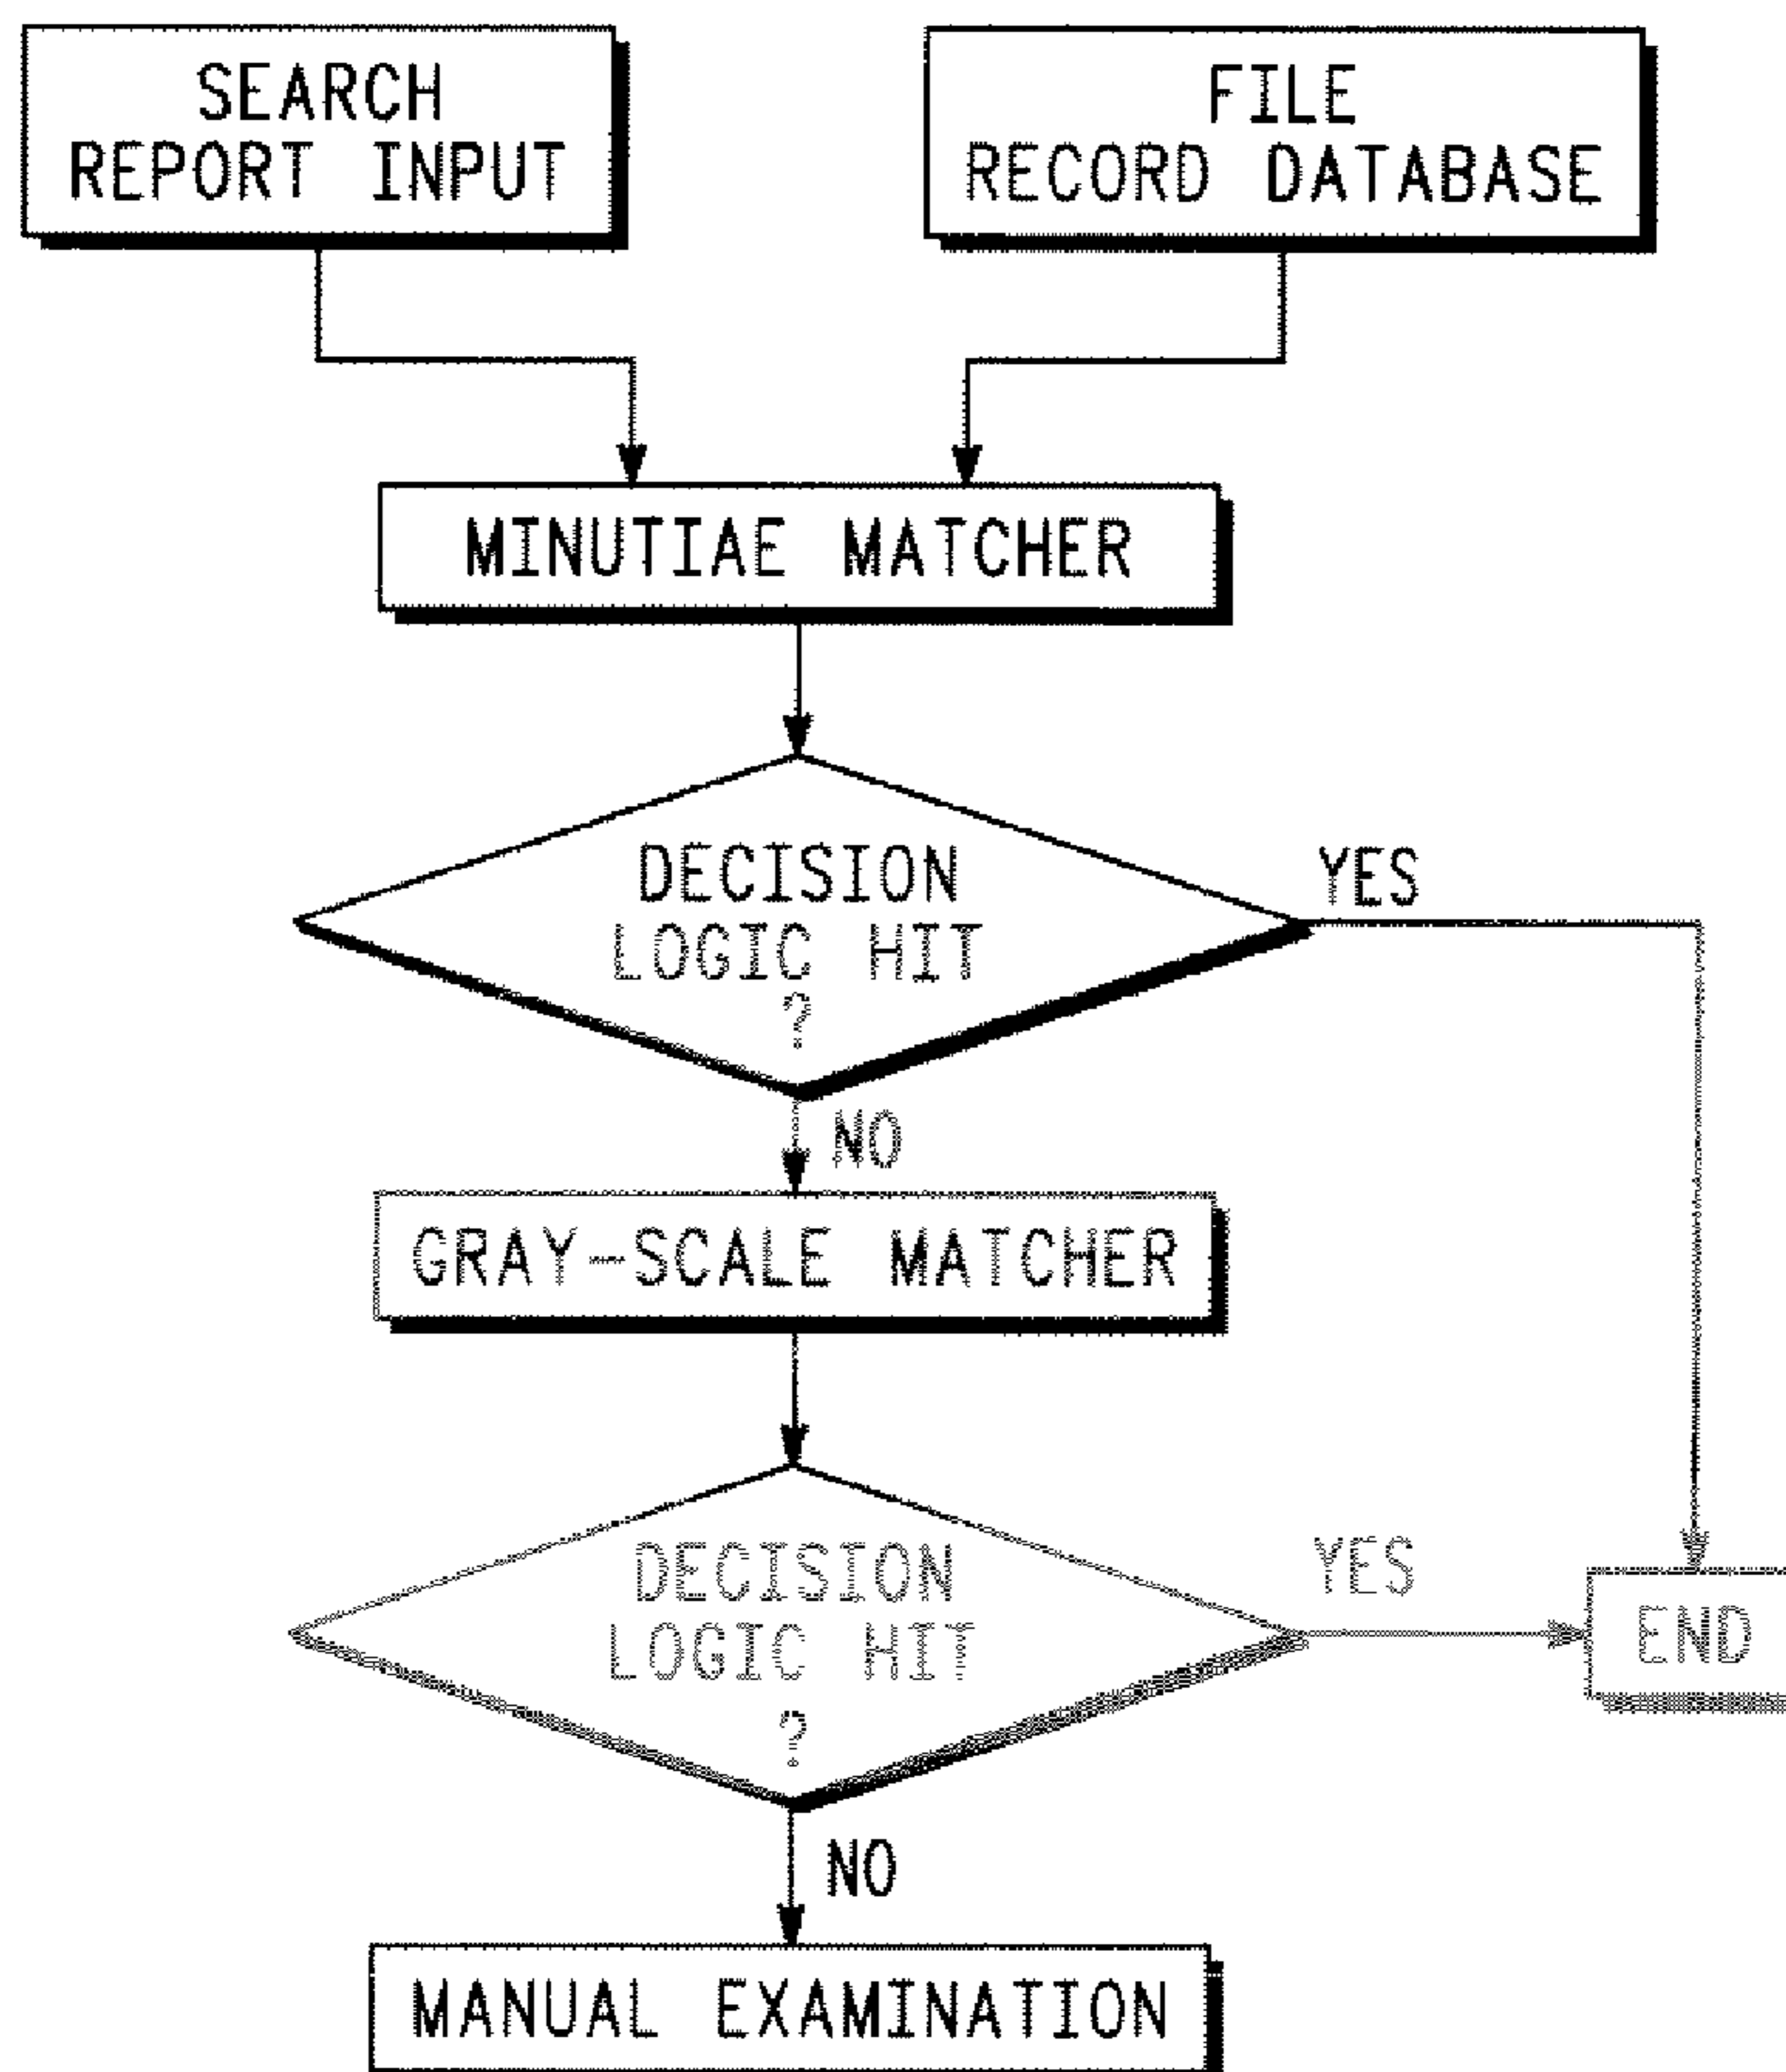 SEARCH
REPORT INPUT
FILE
RECORD DATABASE
MINUTIAE MATCHER
DECISION
LOGIC HIT
?
YES
NO
GRAY-SCALE MATCHER
DECISION
LOGIC HIT
?
YES
END
NO
MANUAL EXAMINATION